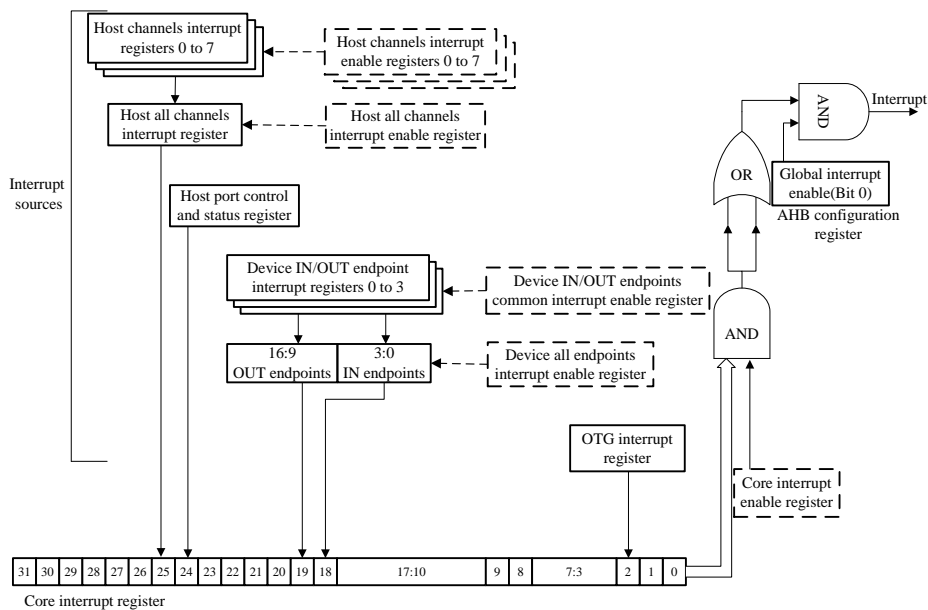 Host channels interrupt
registers 0 to 7
Host channels interrupt
enable registers 0 to 7
Host all channels
interrupt register
Host all channels
interrupt enable register
AND
Interrupt
OR
Global interrupt
enable(Bit 0)
AHB configuration
register
Interrupt
sources
Host port control
and status register
Device IN/OUT endpoint
interrupt registers 0 to 3
Device IN/OUT endpoints
common interrupt enable register
AND
16:9
OUT endpoints
3:0
IN endpoints
Device all endpoints
interrupt enable register
OTG interrupt
register
Core interrupt
enable register
31 30 29 28 27 26 25 24 23 22 21 20 19 18 17:10 9 8 7:3 2 1 0
Core interrupt register